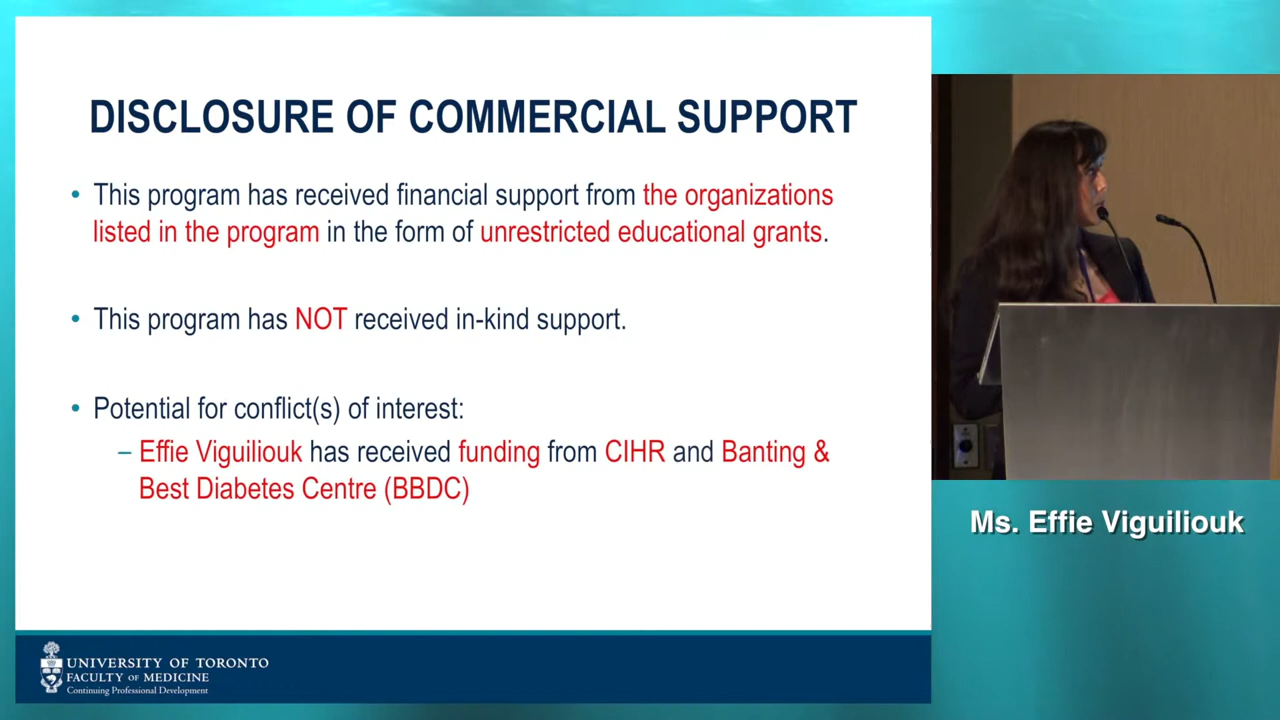 DISCLOSURE OF COMMERCIAL SUPPORT
• This program has received financial support from the organizations
listed in the program in the form of unrestricted educational grants.
• This program has NOT received in-kind support.
• Potential for conflict(s) of interest:
– Effie Viguiliouk has received funding from CIHR and Banting &
Best Diabetes Centre (BBDC)
Ms. Effie Viguiliouk
UNIVERSITY OF TORONTO
FACULTY OF MEDICINE
Continuing Professional Development